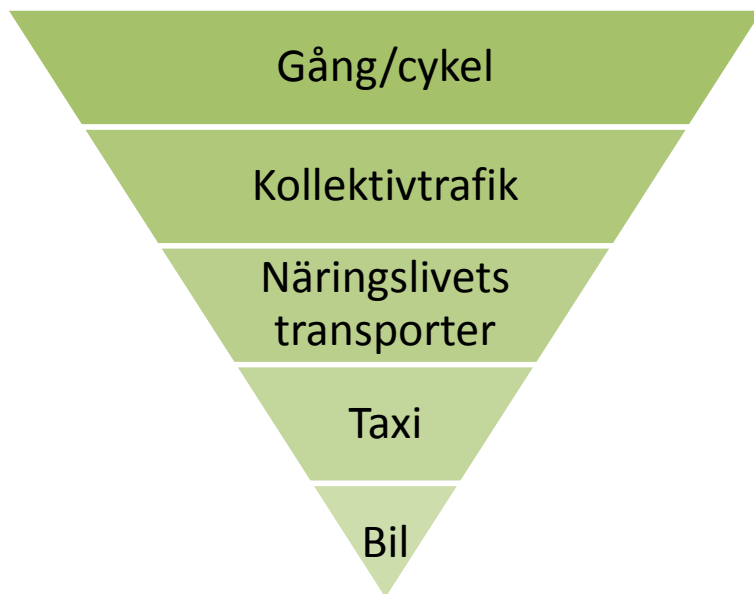 Gång/cykel
Kollektivtrafik
Näringslivets
transporter
Taxi
Bil